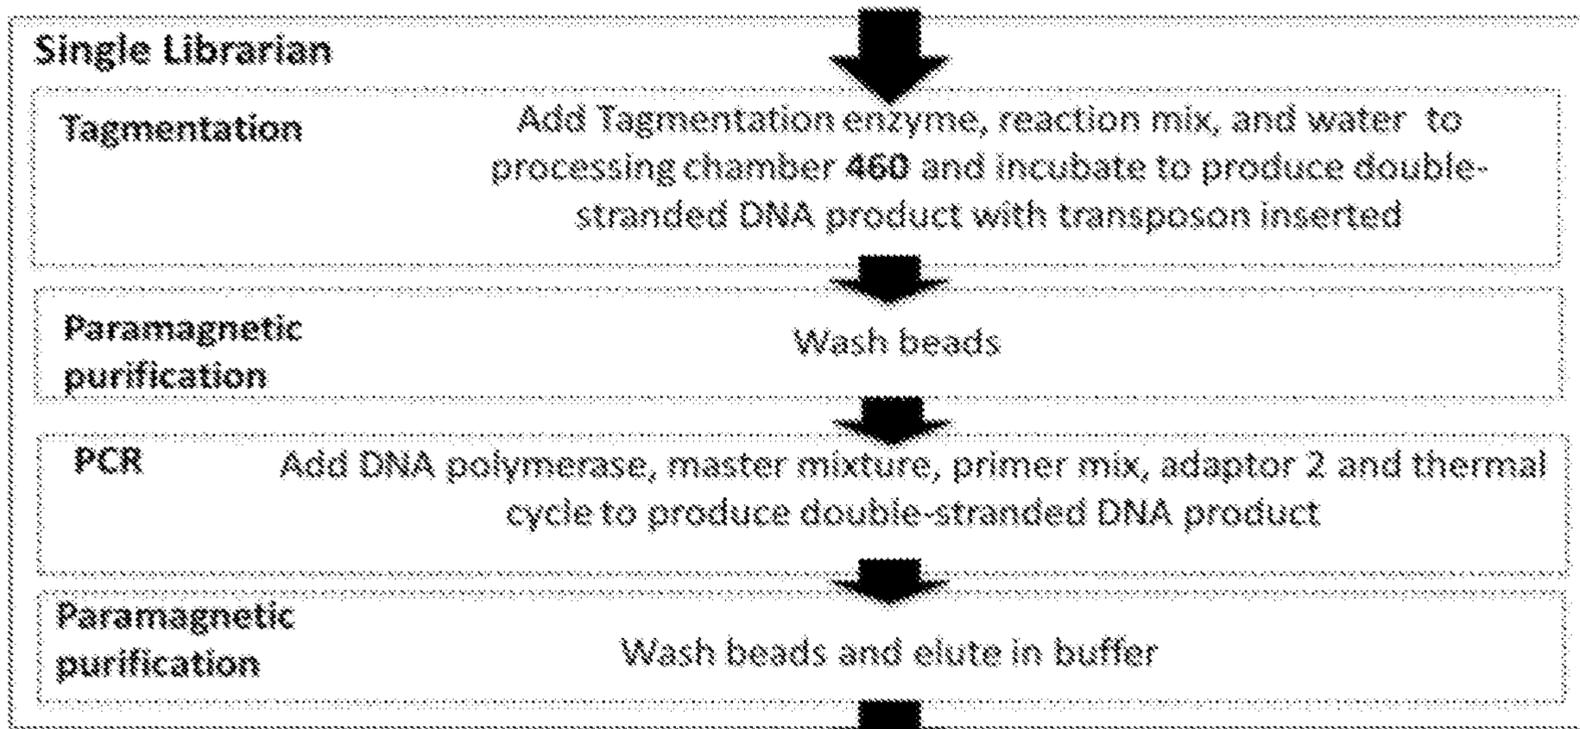 Single Librarian
Tagmentation
Add Tagmentation enzyme, reaction mix, and water to
processing chamber 460 and incubate to produce double-
stranded DNA product with transposon inserted
Paramagnetic
purification
Wash beads
PCR
Add DNA polymerase, master mixture, primer mix, adaptor 2 and thermal
cycle to produce double-stranded DNA product
Paramagnetic
purification
Wash beads and elute in buffer